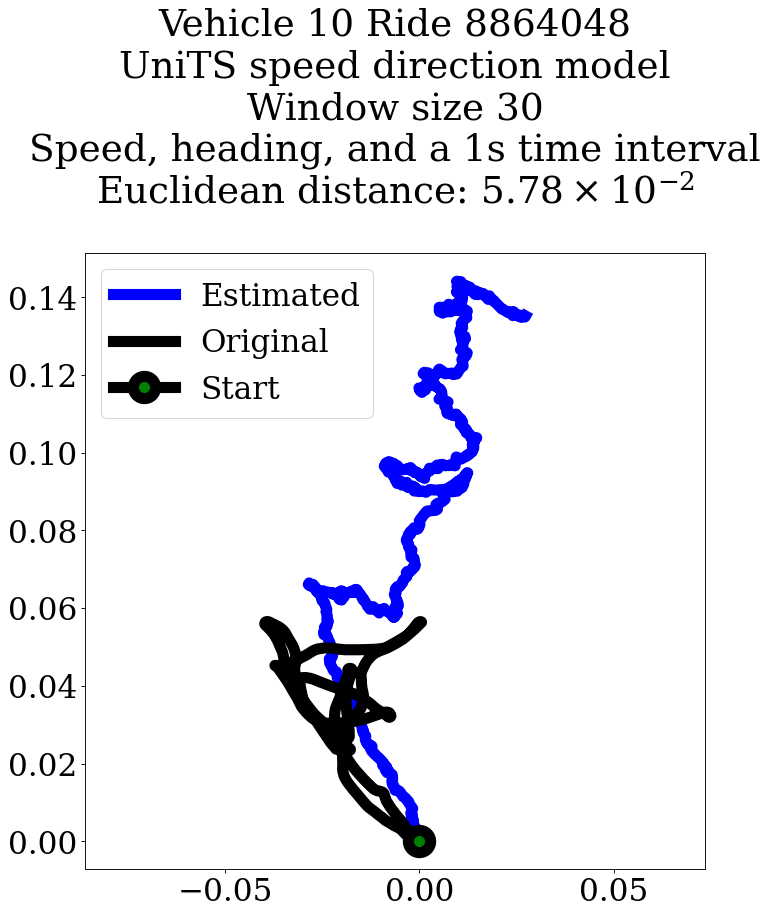 Vehicle 10 Ride 8864048
UniTS speed direction model
Window size 30
Speed, heading, and a 1s time interval
Euclidean distance: 5.78 × 10⁻²
Estimated
Original
Start
0.14
0.12
0.10
0.08
0.06
0.04
0.02
0.00
−0.05
0.00
0.05